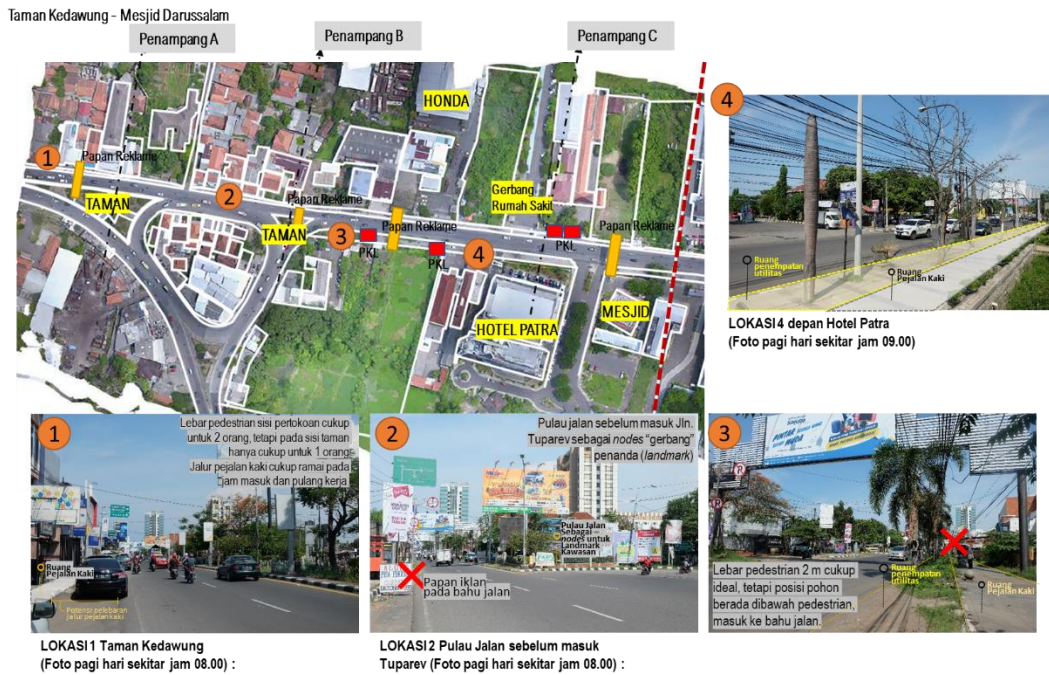 Taman Kedawung - Mesjid Darussalam
Penampang A
Penampang B
Penampang C
HONDA
1
Papan Reklame
TAMAN
2
Papan Reklame
TAMAN
3
PKL
Papan Reklame
PKL
4
Gerbang
Rumah Sakit
PKL
Papan Reklame
HOTEL PATRA
MESJID
4
Ruang
penempatan
utilitas
Ruang
Pejalan Kaki
LOKASI 4 depan Hotel Patra
(Foto pagi hari sekitar jam 09.00)
1
Lebar pedestrian sisi pertokoan cukup
untuk 2 orang, tetapi pada sisi taman
hanya cukup untuk 1 orang.
Jalur pejalan kaki cukup ramai pada
jam masuk dan pulang kerja
Ruang
Pejalan Kaki
Potensi pelebaran
jalur pejalan kaki
LOKASI 1 Taman Kedawung
(Foto pagi hari sekitar jam 08.00) :
2
Pulau jalan sebelum masuk Jln.
Tuparev sebagai nodes "gerbang"
penanda (landmark)
Pulau Jalan
Sebagai
nodes untuk
Landmark
Kawasan
Papan iklan
pada bahu jalan
LOKASI 2 Pulau Jalan sebelum masuk
Tuparev (Foto pagi hari sekitar jam 08.00) :
3
PINTAR
Lebar pedestrian 2 m cukup
ideal, tetapi posisi pohon
berada dibawah pedestrian,
masuk ke bahu jalan.
Ruang
penempatan
utilitas
Ruang
Pejalan Kaki